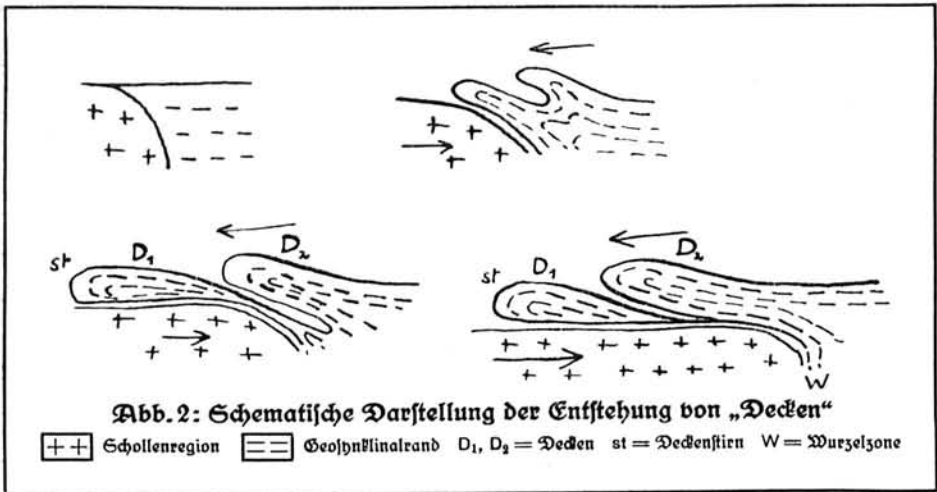 st D₁ D₂
st D₁ D₂
W
Abb. 2: Schematische Darstellung der Entstehung von „Decken“
Schollenregion Geosynklinalrand D₁, D₂ = Decken st = Deckenstirn W = Wurzelzone